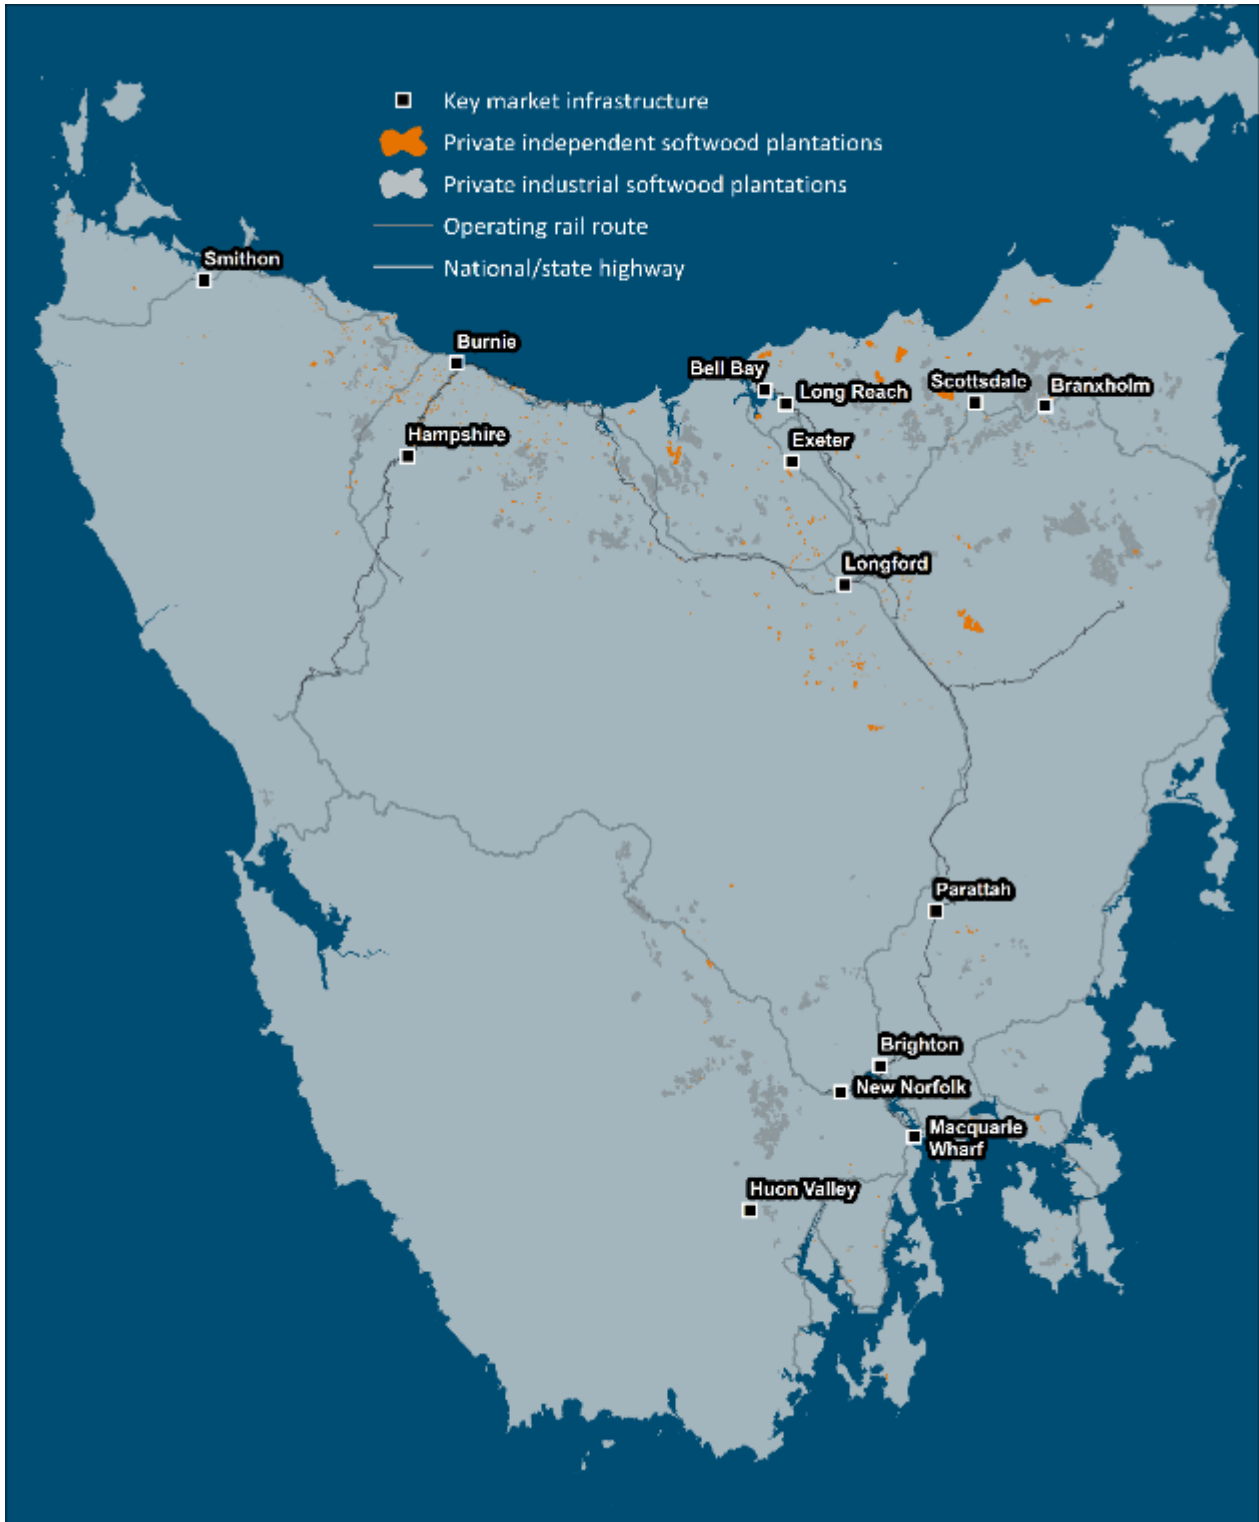 Key market infrastructure
Private independent softwood plantations
Private industrial softwood plantations
Operating rail route
National/state highway
Smithon
Burnie
Bell Bay
Long Reach
Scottsdale
Branxholm
Hampshire
Exeter
Longford
Parattah
Brighton
New Norfolk
Macquarie
Wharf
Huon Valley